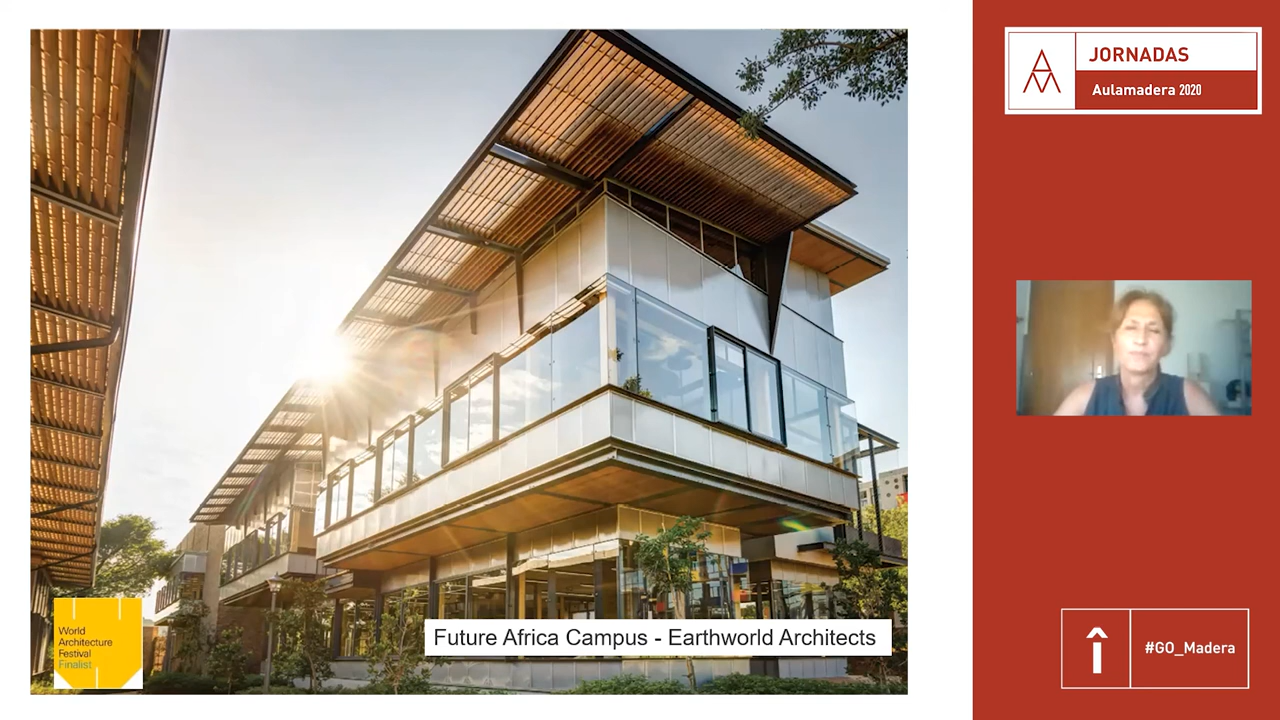 World
Architecture
Festival
Finalist
Future Africa Campus - Earthworld Architects
JORNADAS
Aulamadera 2020
#GO_Madera